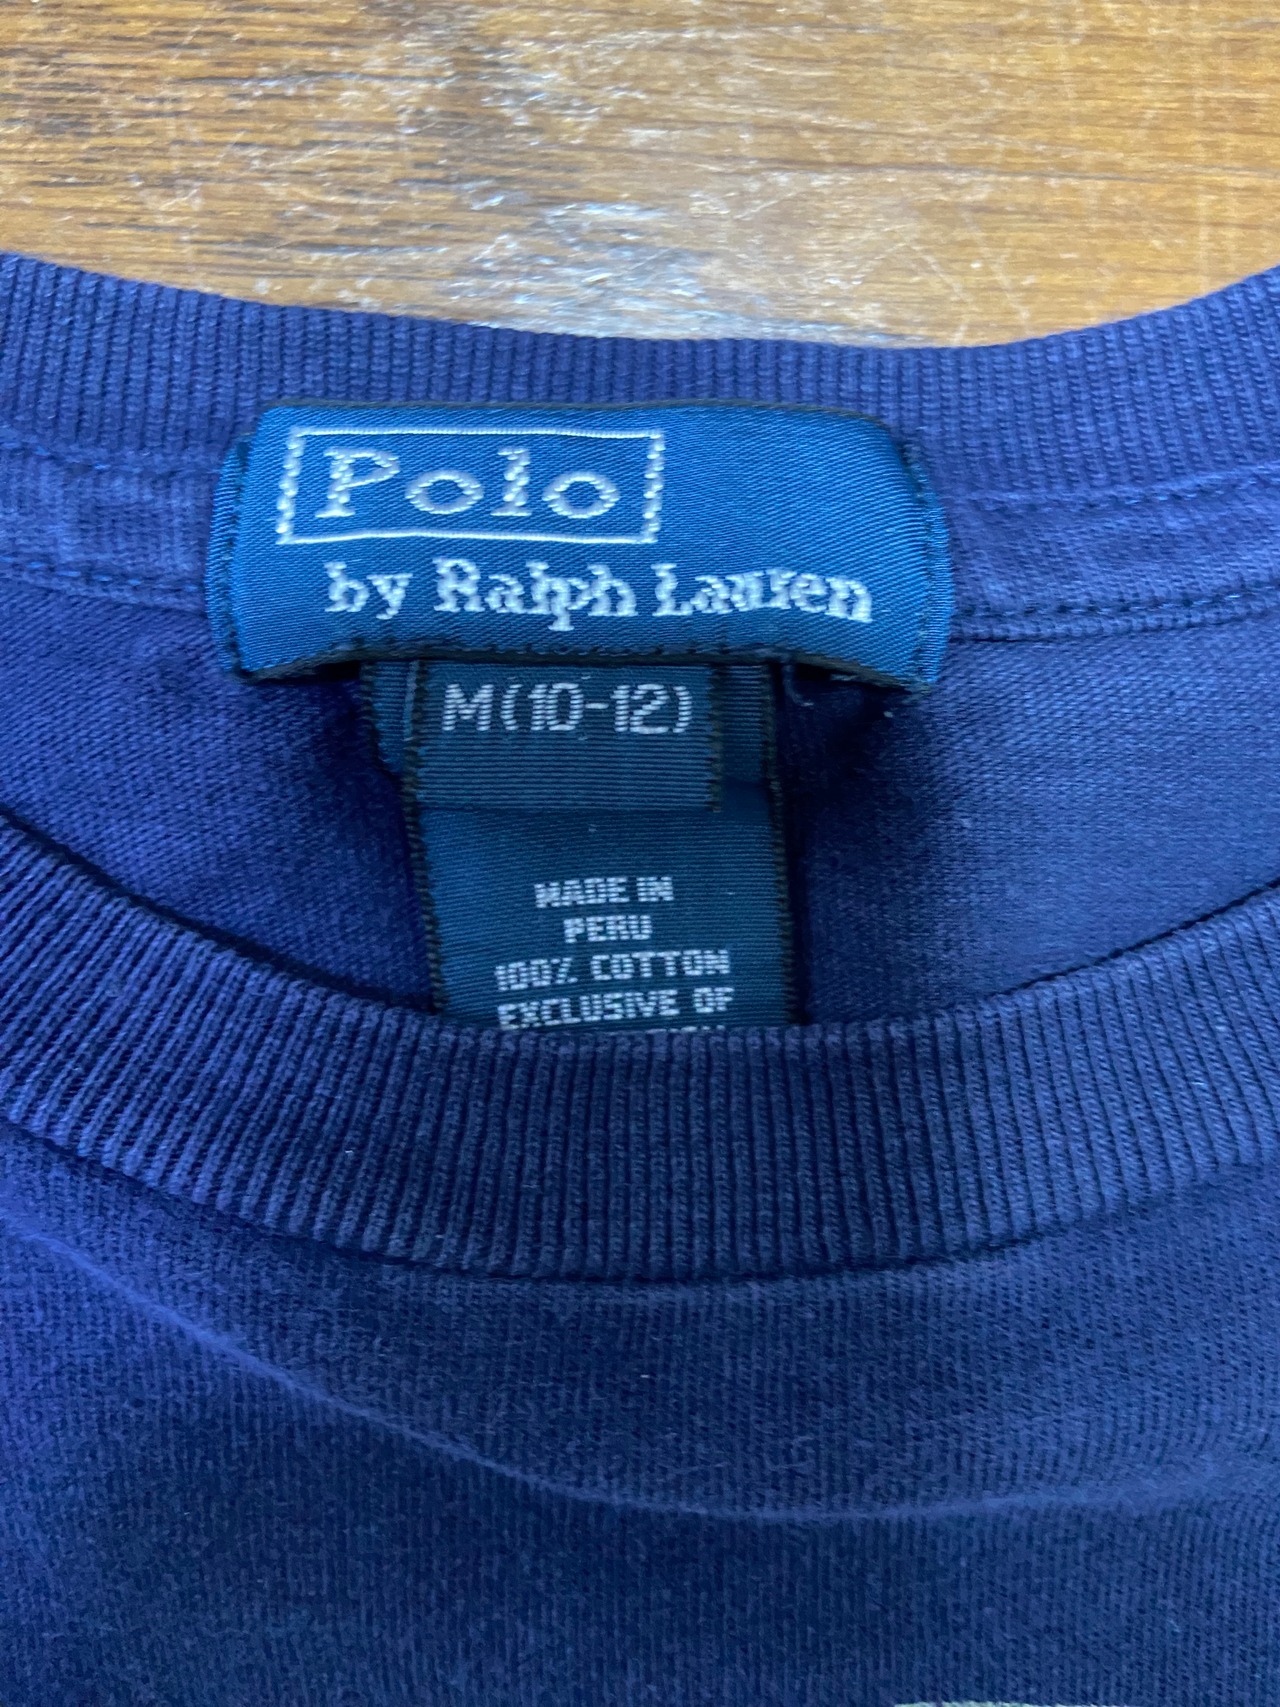 Polo
by Ralph Lauren
M(10-12)
MADE IN
PERU
100% COTTON
EXCLUSIVE OF